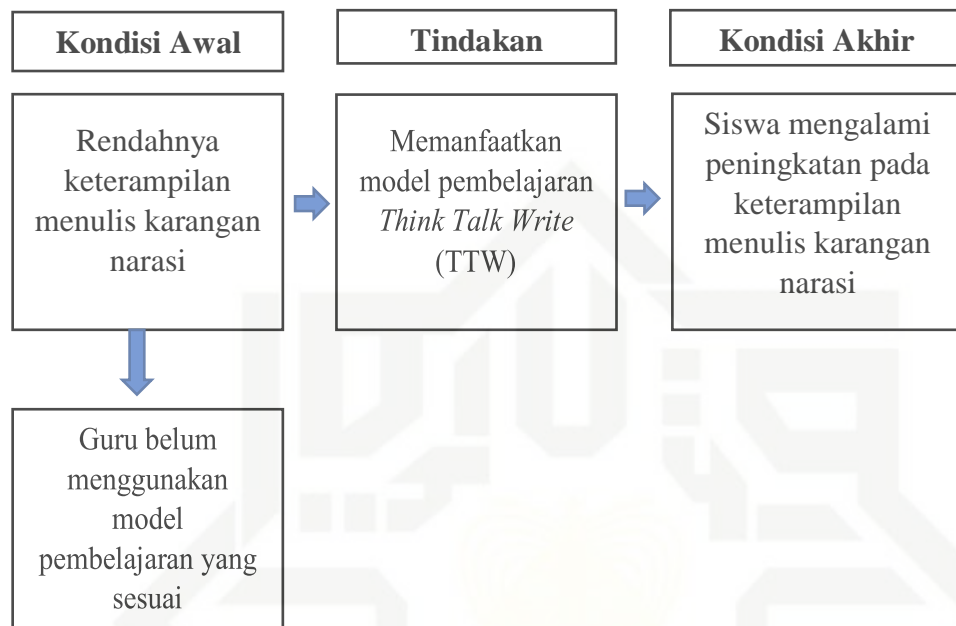 Kondisi Awal
Tindakan
Kondisi Akhir
Rendahnya
keterampilan
menulis karangan
narasi
Memanfaatkan
model pembelajaran
Think Talk Write
(TTW)
Siswa mengalami
peningkatan pada
keterampilan
menulis karangan
narasi
Guru belum
menggunakan
model
pembelajaran yang
sesuai